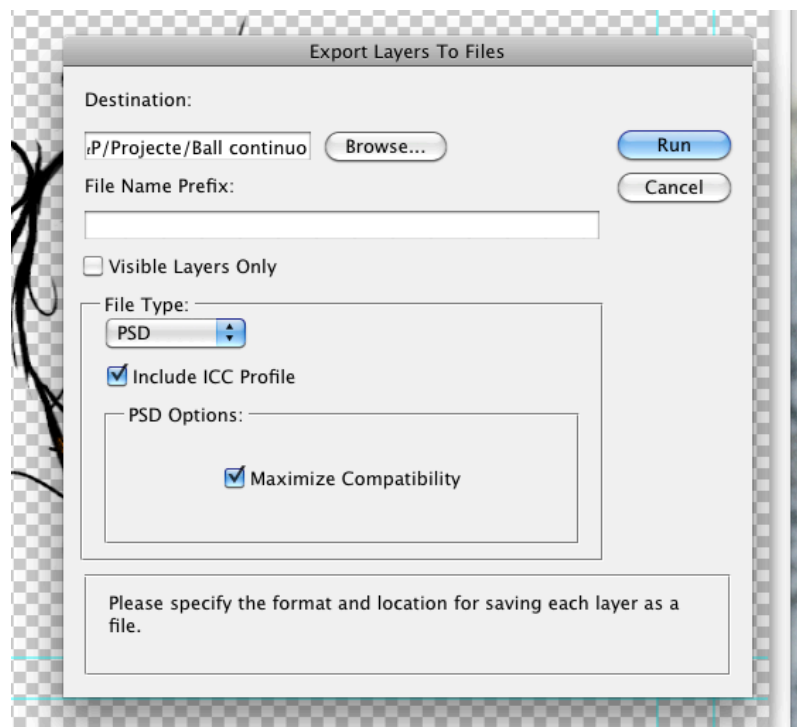 Export Layers To Files
Destination:
P/Projecte/Ball continuo
Browse...
Run
File Name Prefix:
Cancel
Visible Layers Only
File Type:
PSD
Include ICC Profile
PSD Options:
Maximize Compatibility
Please specify the format and location for saving each layer as a
file.